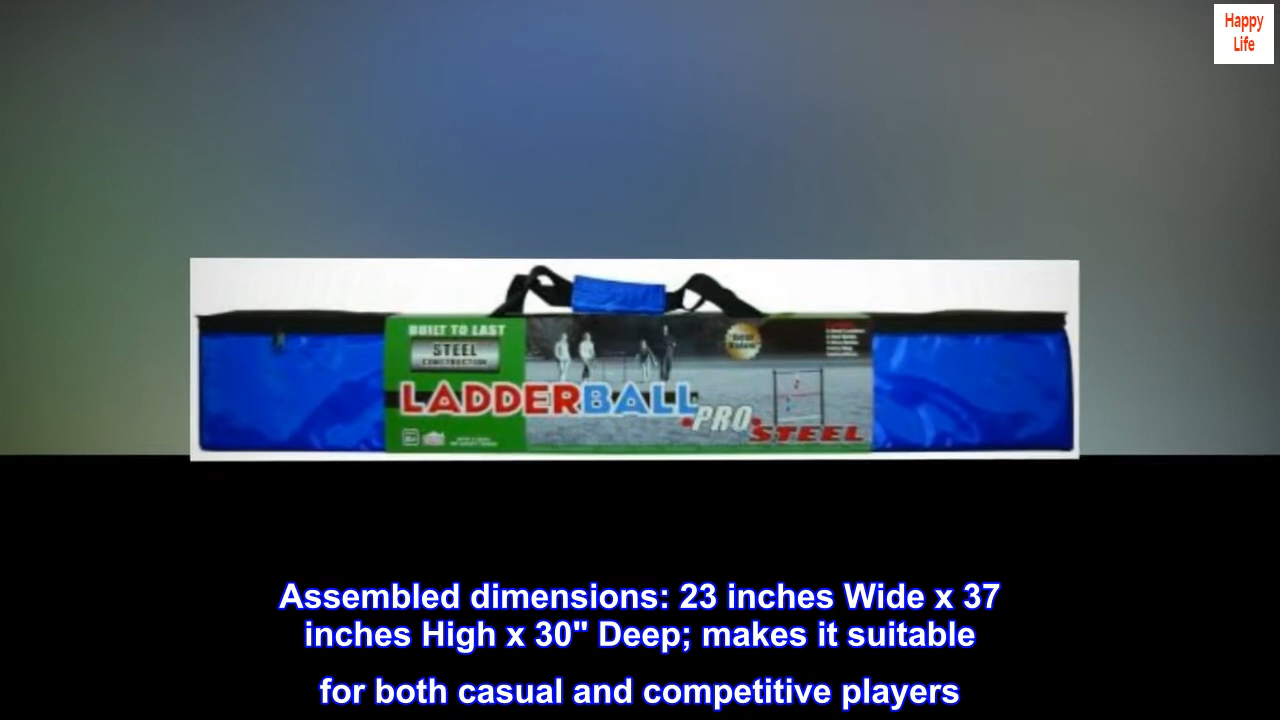 Happy
Life
BUILT TO LAST
STEEL
CONSTRUCTION
LADDERBALL
PRO
STEEL
Assembled dimensions: 23 inches Wide x 37
inches High x 30" Deep; makes it suitable
for both casual and competitive players